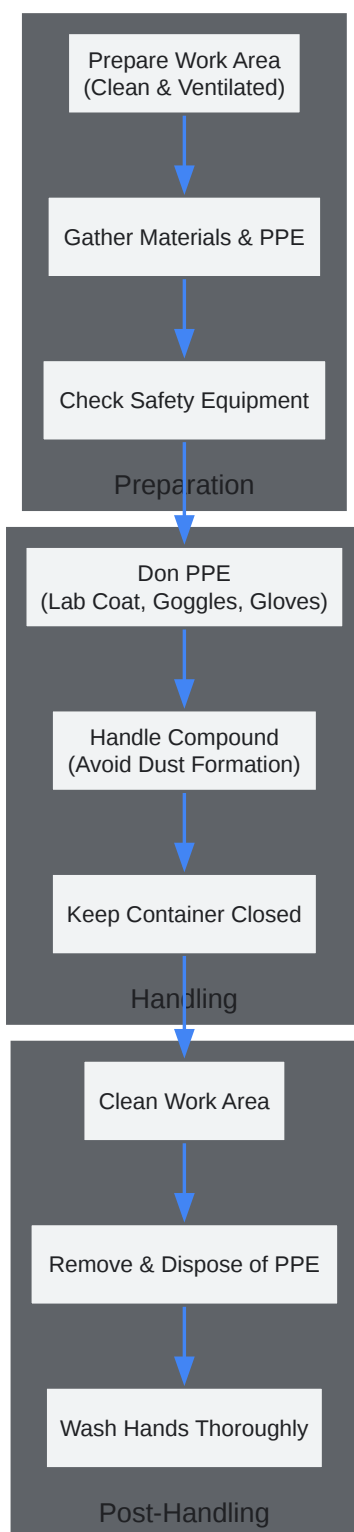 Prepare Work Area
(Clean & Ventilated)
Gather Materials & PPE
Check Safety Equipment
Preparation
Don PPE
(Lab Coat, Goggles, Gloves)
Handle Compound
(Avoid Dust Formation)
Keep Container Closed
Handling
Clean Work Area
Remove & Dispose of PPE
Wash Hands Thoroughly
Post-Handling